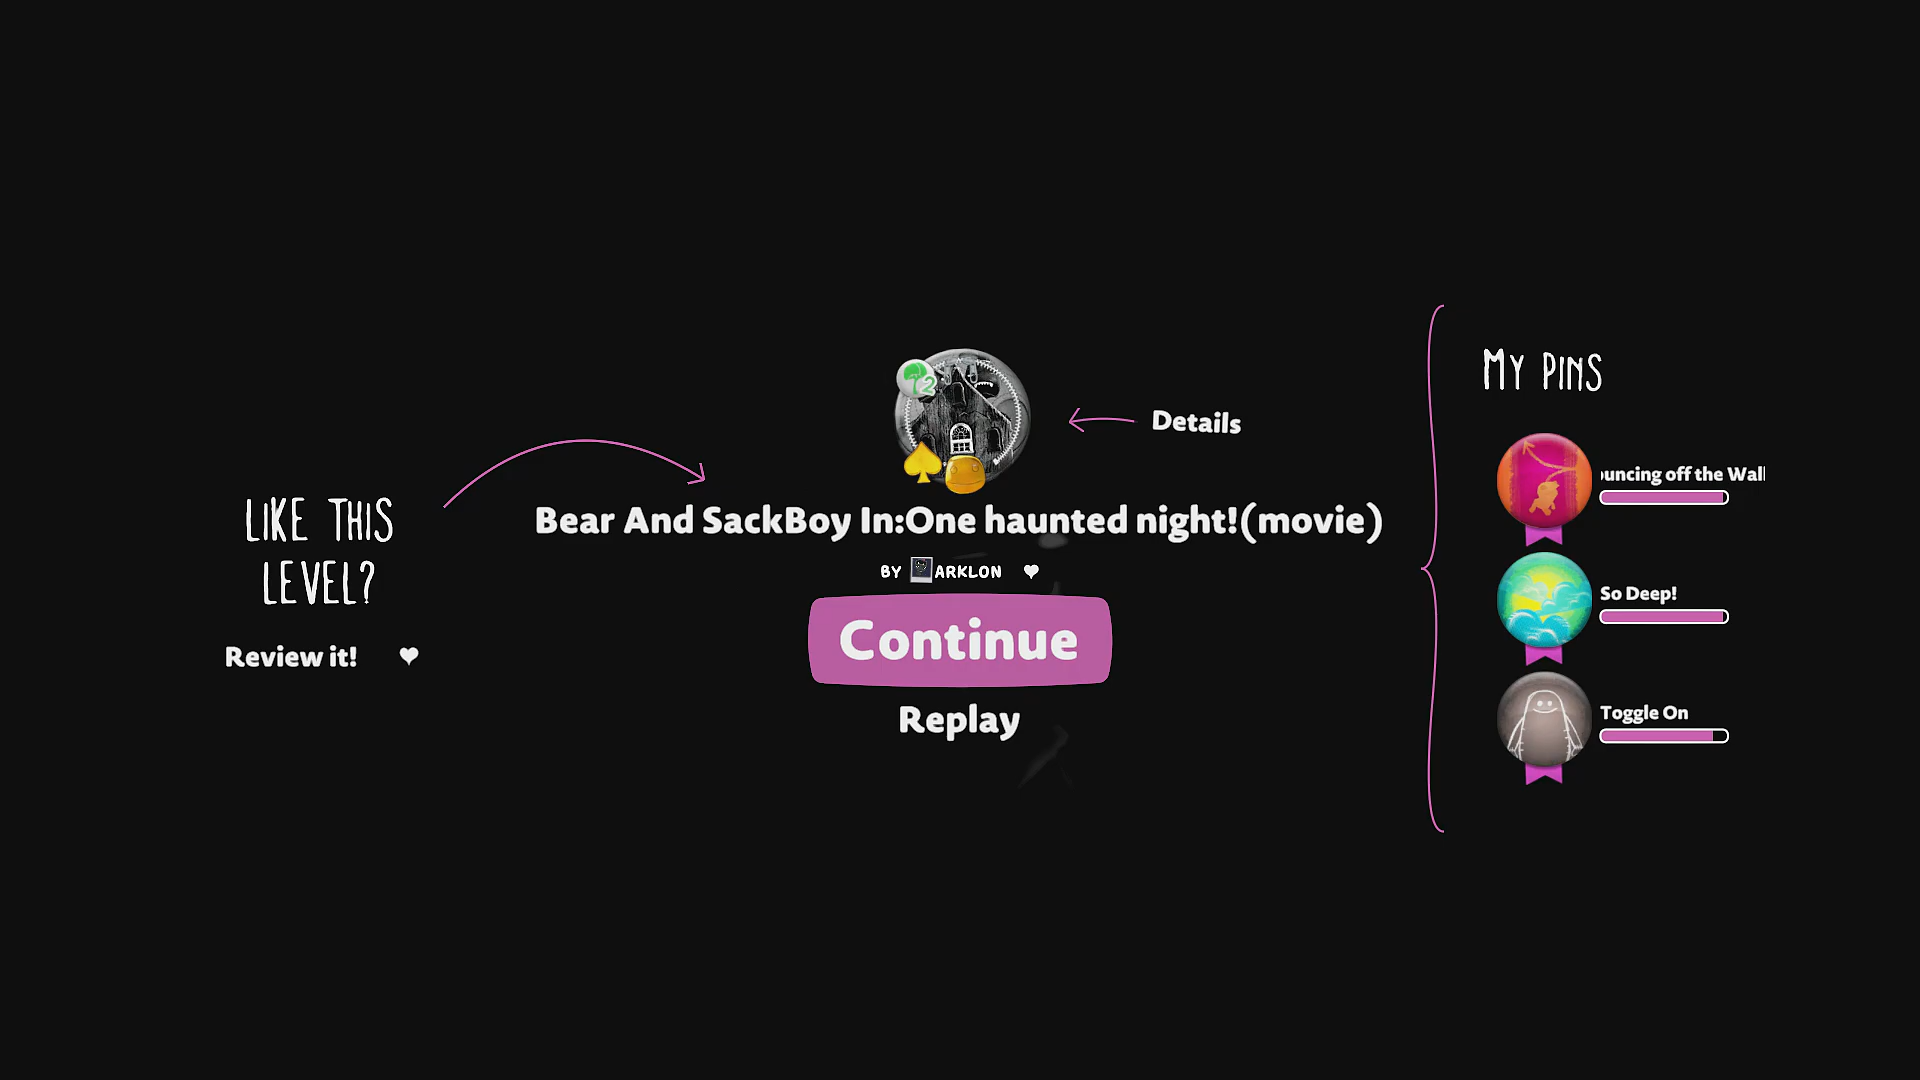 LIKE THIS
LEVEL?
Review it!
2
Details
Bear And SackBoy In:One haunted night!(movie)
BY ARKLON
Continue
Replay
MY PINS
uncing off the Wall
So Deep!
Toggle On